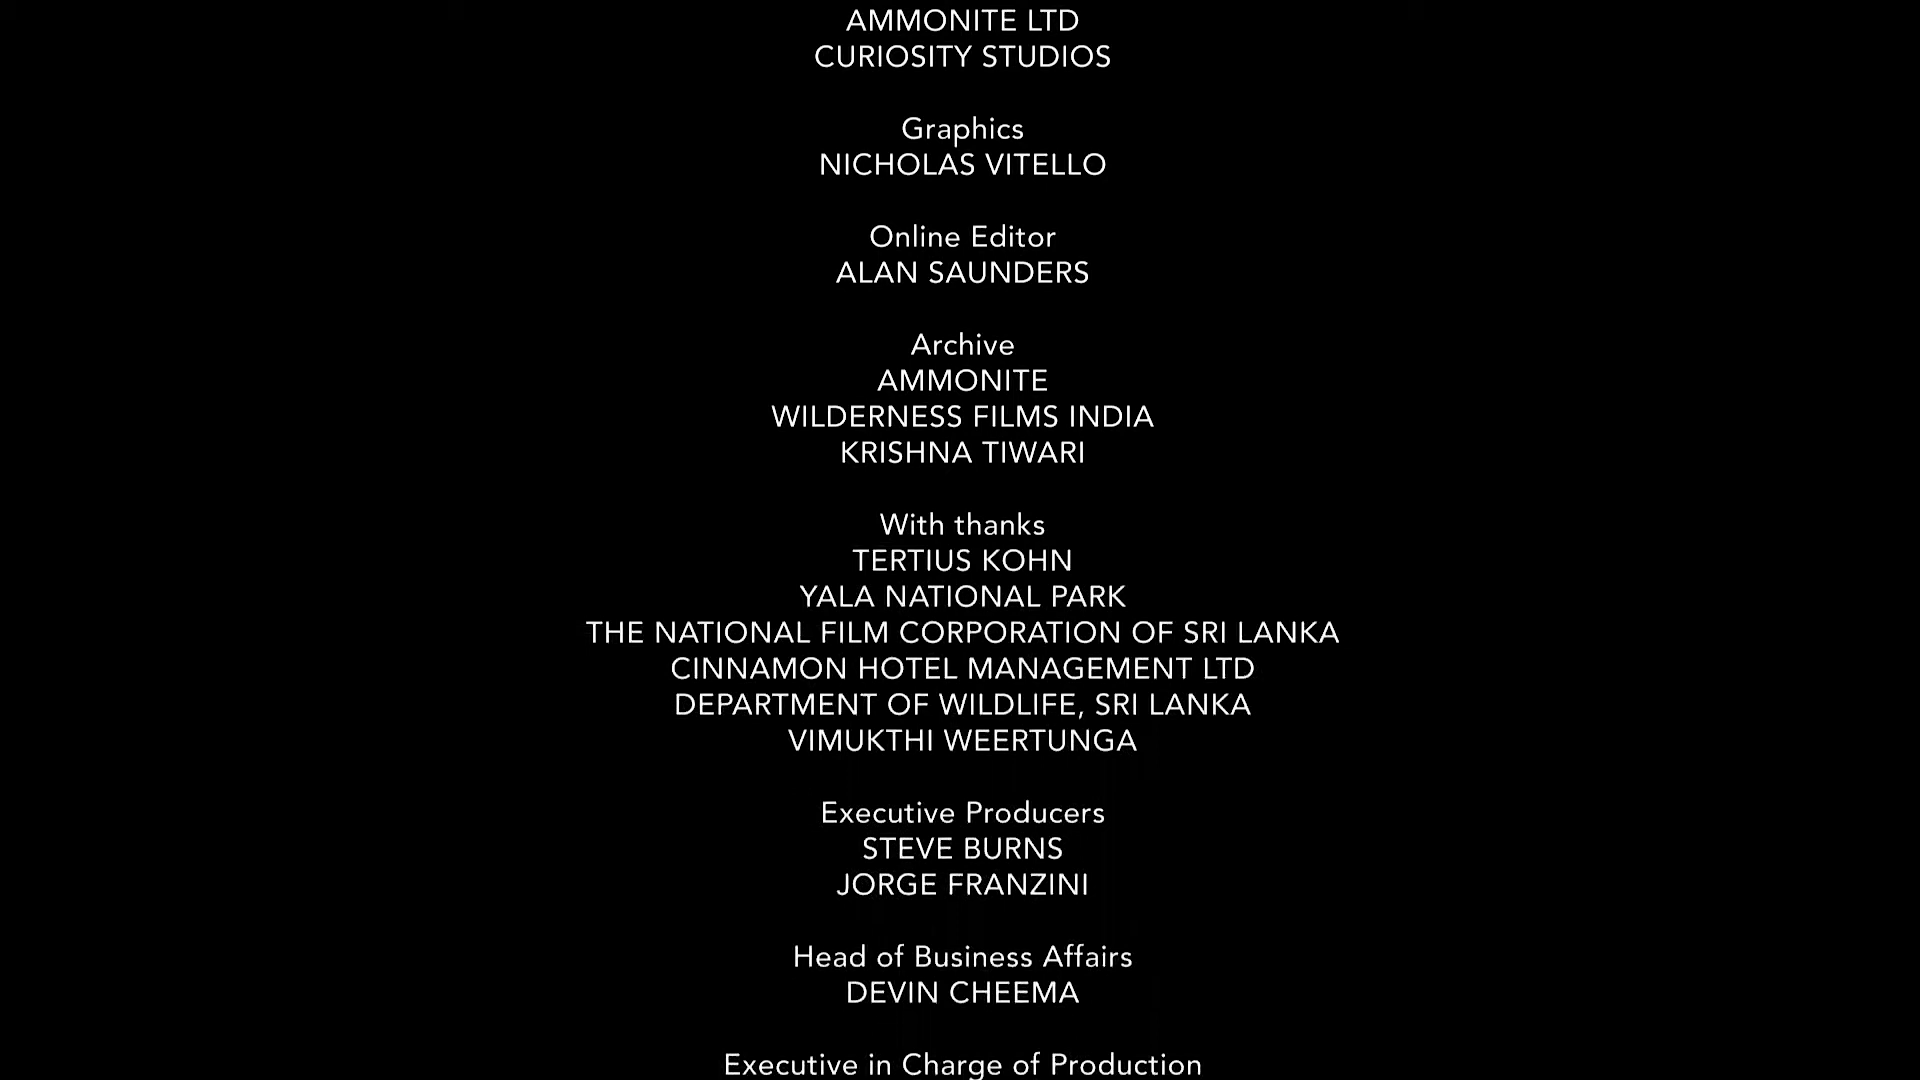 AMMONITE LTD
CURIOSITY STUDIOS
Graphics
NICHOLAS VITELLO
Online Editor
ALAN SAUNDERS
Archive
AMMONITE
WILDERNESS FILMS INDIA
KRISHNA TIWARI
With thanks
TERTIUS KOHN
YALA NATIONAL PARK
THE NATIONAL FILM CORPORATION OF SRI LANKA
CINNAMON HOTEL MANAGEMENT LTD
DEPARTMENT OF WILDLIFE, SRI LANKA
VIMUKTHI WEERTUNGA
Executive Producers
STEVE BURNS
JORGE FRANZINI
Head of Business Affairs
DEVIN CHEEMA
Executive in Charge of Production